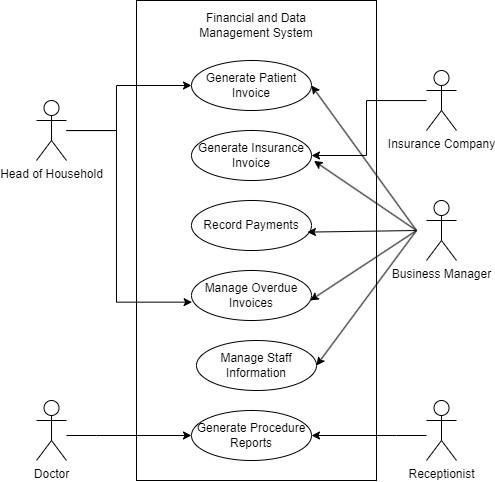 Financial and Data
Management System
Generate Patient
Invoice
Generate Insurance
Invoice
Record Payments
Manage Overdue
Invoices
Manage Staff
Information
Generate Procedure
Reports
Head of Household
Doctor
Insurance Company
Business Manager
Receptionist